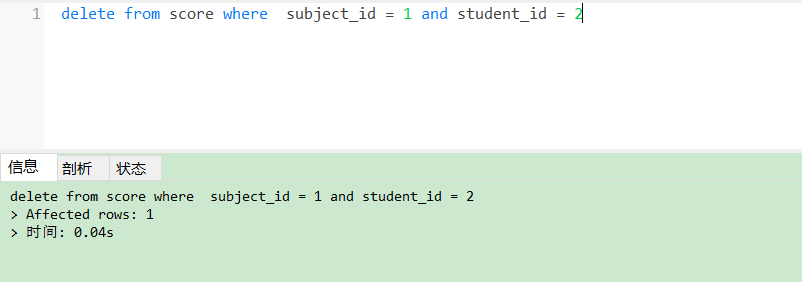 1 delete from score where  subject_id = 1 and student_id = 2
信息 剖析 状态
delete from score where  subject_id = 1 and student_id = 2
> Affected rows: 1
> 时间: 0.04s